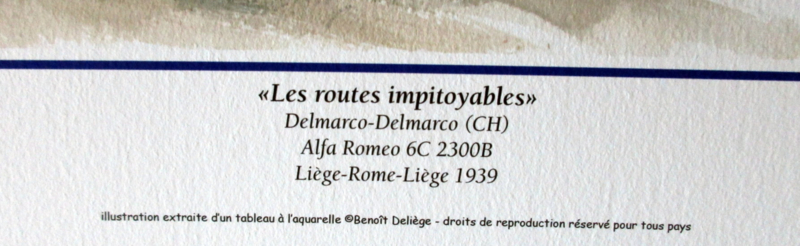 «Les routes impitoyables»
Delmarco-Delmarco (CH)
Alfa Romeo 6C 2300B
Liège-Rome-Liège 1939
illustration extraite d'un tableau à l'aquarelle ©Benoît Deliège - droits de reproduction réservé pour tous pays